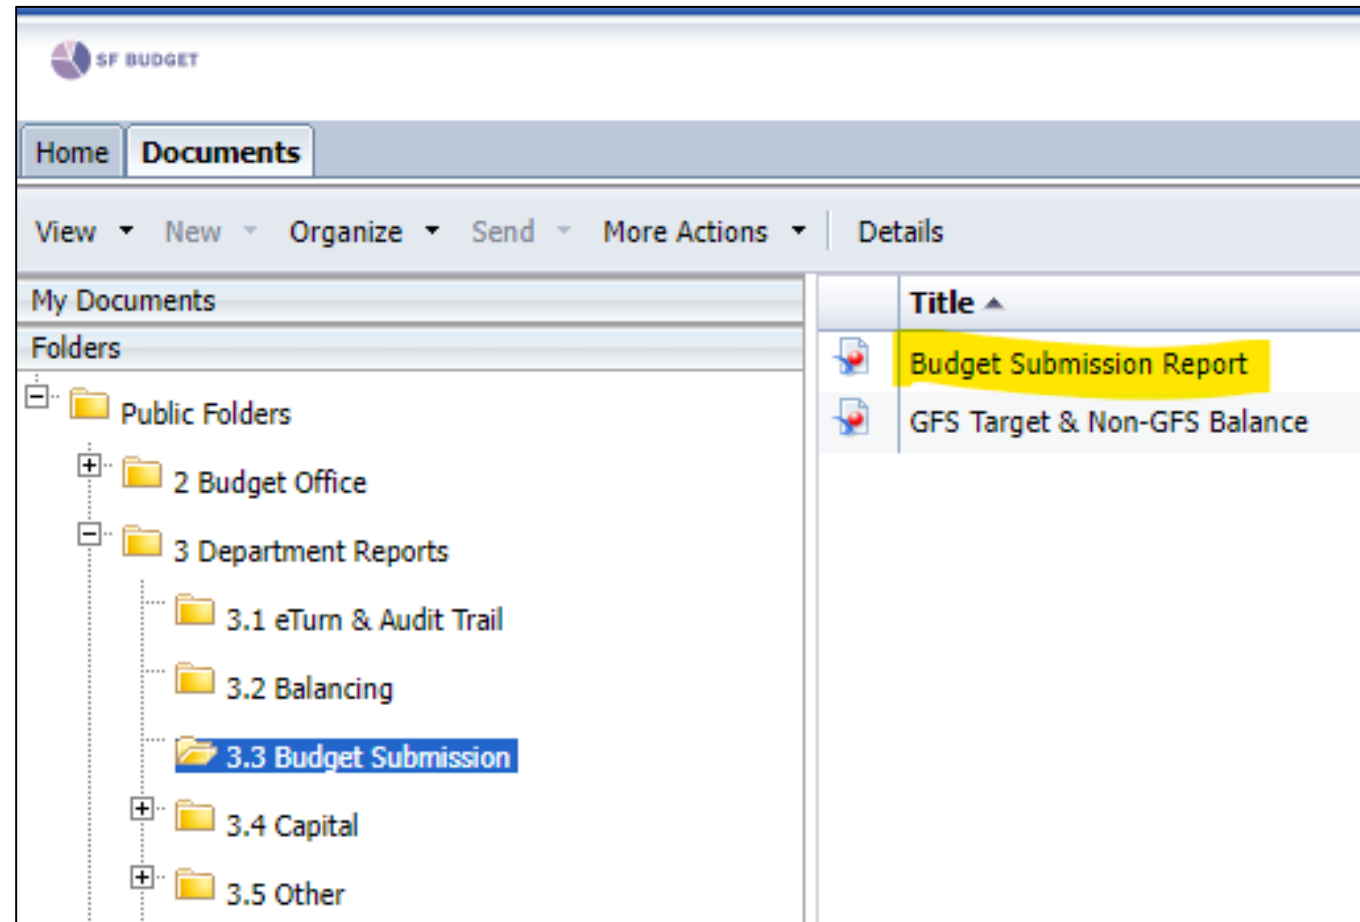 SF BUDGET
Home Documents
View New Organize Send More Actions Details
My Documents
Folders
Public Folders
2 Budget Office
3 Department Reports
3.1 eTurn & Audit Trail
3.2 Balancing
3.3 Budget Submission
3.4 Capital
3.5 Other
Title
Budget Submission Report
GFS Target & Non-GFS Balance